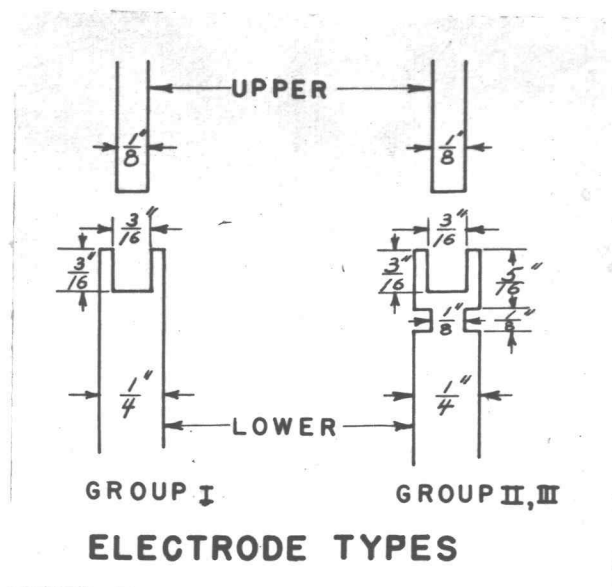 UPPER
1/8" 1/8"
3/16" 3/16"
3/16" 3/16" 5/16"
1/8" 1/8"
1/4" 1/4"
LOWER
GROUP I GROUP II, III
ELECTRODE TYPES